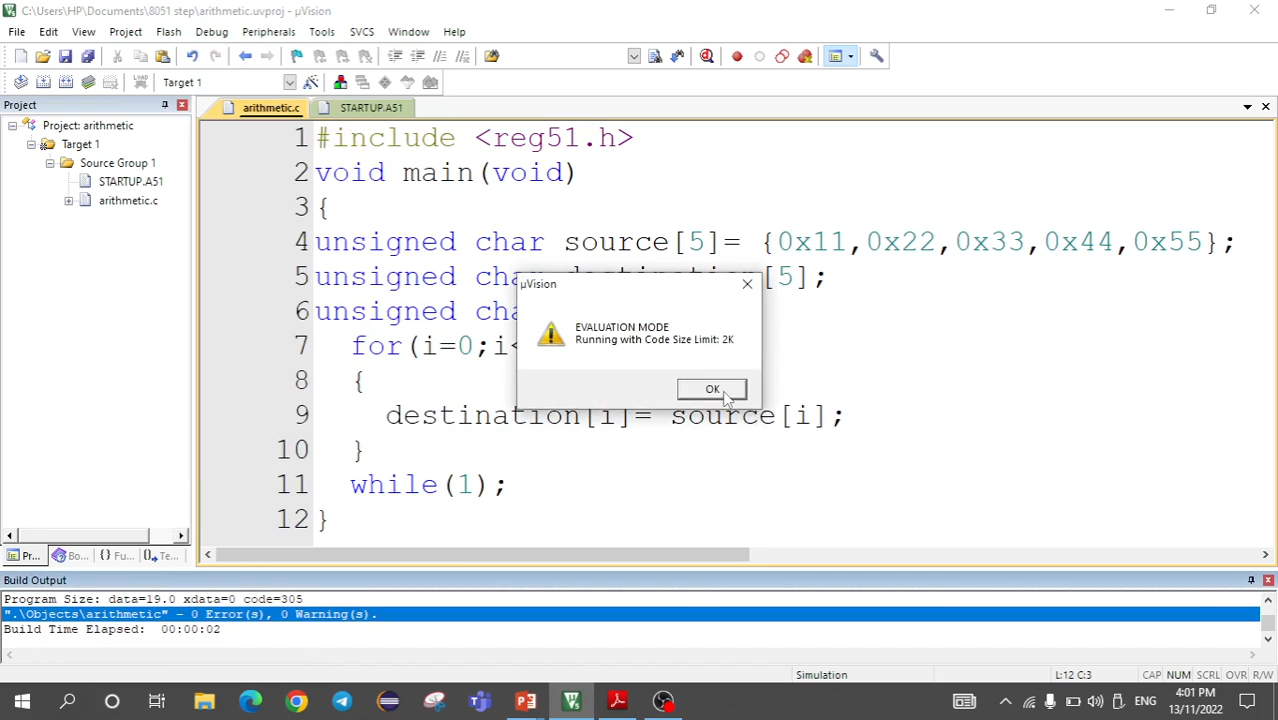 C:\Users\HP\Documents\8051 step\arithmetic.uvproj - µVision
File Edit View Project Flash Debug Peripherals Tools SVCS Window Help
LOAD Target 1
Project
arithmetic.c STARTUP.A51
Project: arithmetic
Target 1
Source Group 1
STARTUP.A51
arithmetic.c
1 #include <reg51.h>
2 void main(void)
3 {
4 unsigned char source[5]= {0x11,0x22,0x33,0x44,0x55};
5 unsigned char destination[5];
6 unsigned
7 for(i=0;i<
8 {
9 destination[i]= source[i];
10 }
11 while(1);
12 }
µVision
EVALUATION MODE
Running with Code Size Limit: 2K
OK
Pr... Bo... {} Fu... Te...
Build Output
Program Size: data=19.0 xdata=0 code=305
".\Objects\arithmetic" - 0 Error(s), 0 Warning(s).
Build Time Elapsed: 00:00:02
Simulation L:12 C:3 CAP NUM SCRL OVR R/W
ENG 4:01 PM
13/11/2022